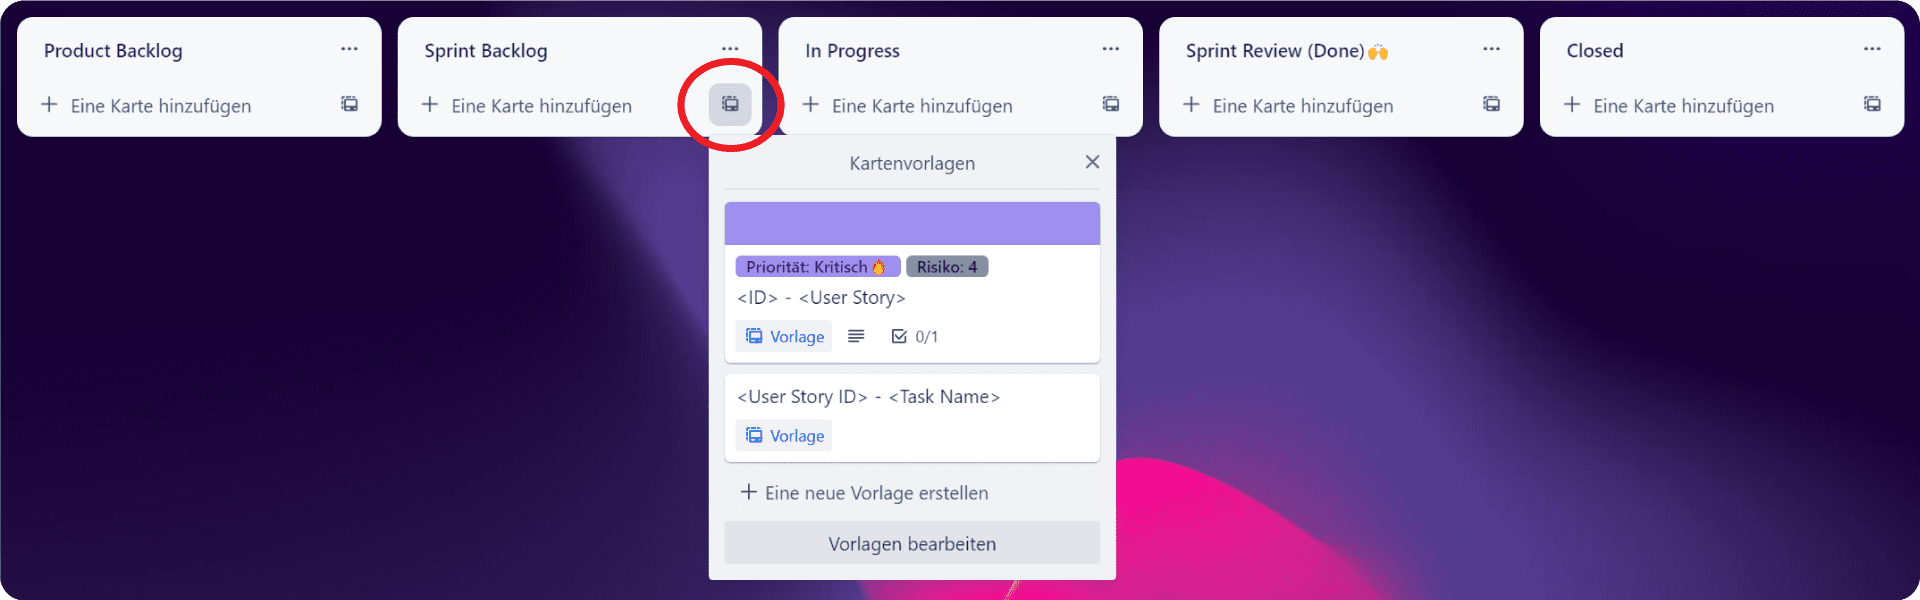 Product Backlog
Eine Karte hinzufügen
Sprint Backlog
Eine Karte hinzufügen
In Progress
Eine Karte hinzufügen
Sprint Review (Done)🙌
Eine Karte hinzufügen
Closed
Eine Karte hinzufügen
Kartenvorlagen
Priorität: Kritisch🔥 Risiko: 4
<ID> - <User Story>
Vorlage 0/1
<User Story ID> - <Task Name>
Vorlage
Eine neue Vorlage erstellen
Vorlagen bearbeiten